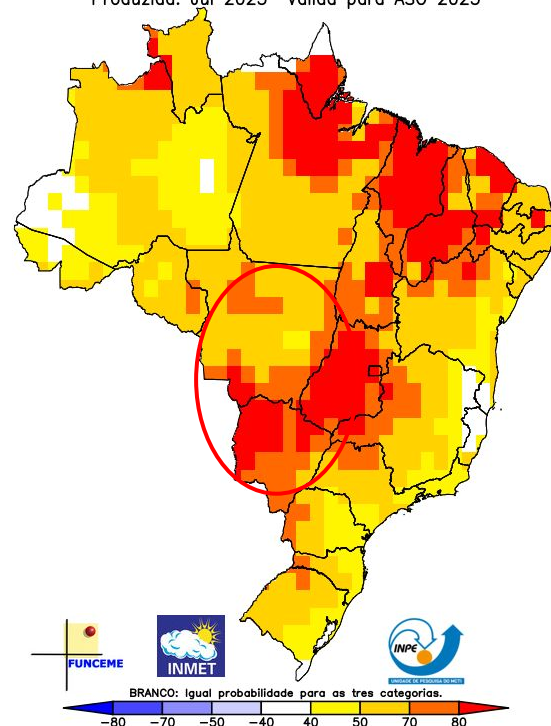 Produzida: Jul 2025 Válida para ASO 2025
FUNCEME
INMET
INPE
UNIDADE DE PESQUISA DO MCTI
BRANCO: Igual probabilidade para as tres categorias.
-80 -70 -50 -40 40 50 70 80